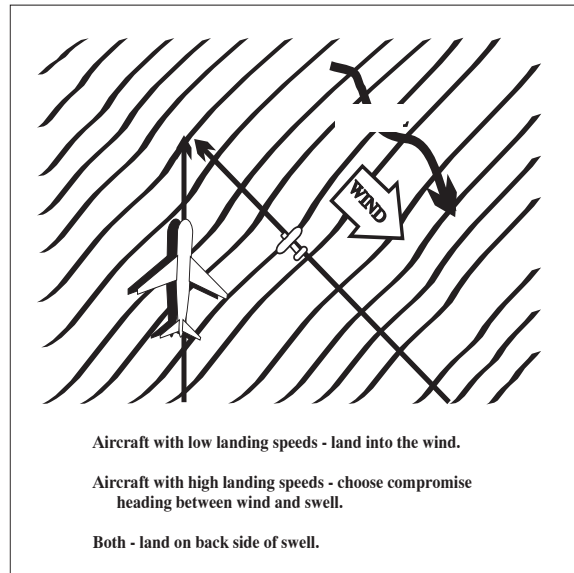 WIND
Aircraft with low landing speeds - land into the wind.
Aircraft with high landing speeds - choose compromise
heading between wind and swell.
Both - land on back side of swell.